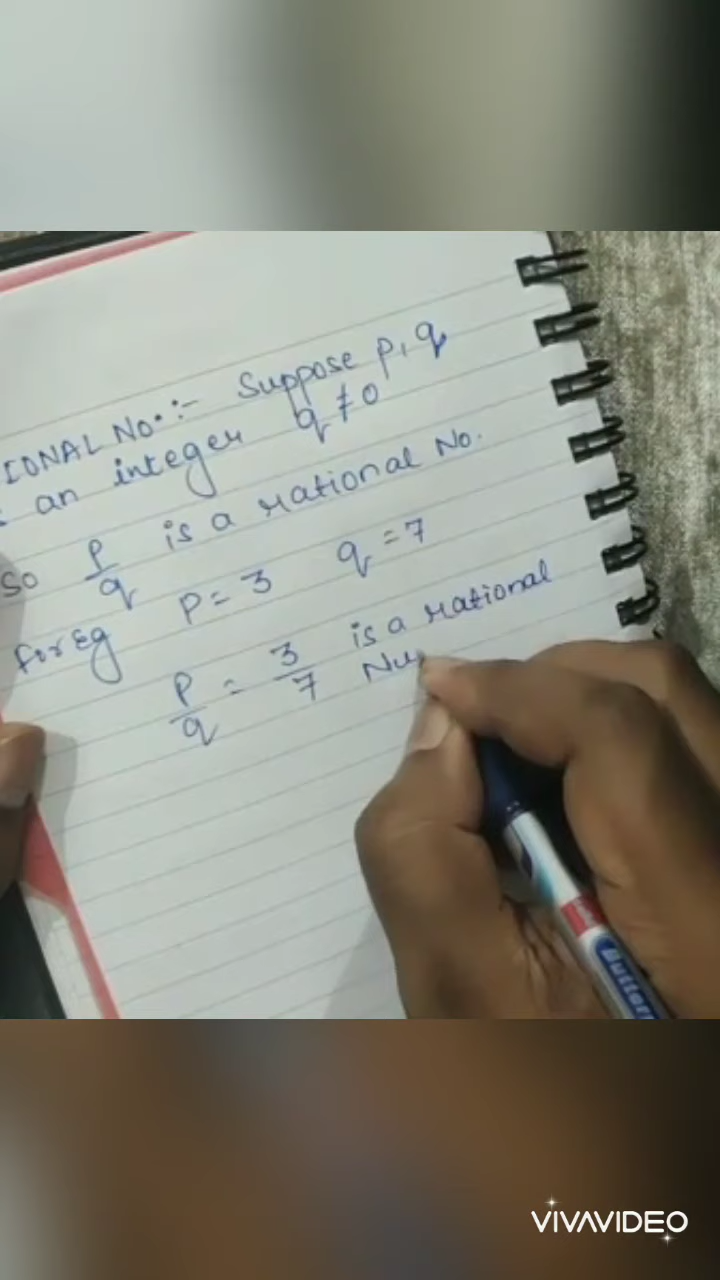 IONAL NO.:- Suppose p, q
an integer q ≠ 0
so p/q is a rational No.
for Eg p = 3 q = 7
p/q = 3/7 is a rational
Nu
Butter
VIVAVIDEO